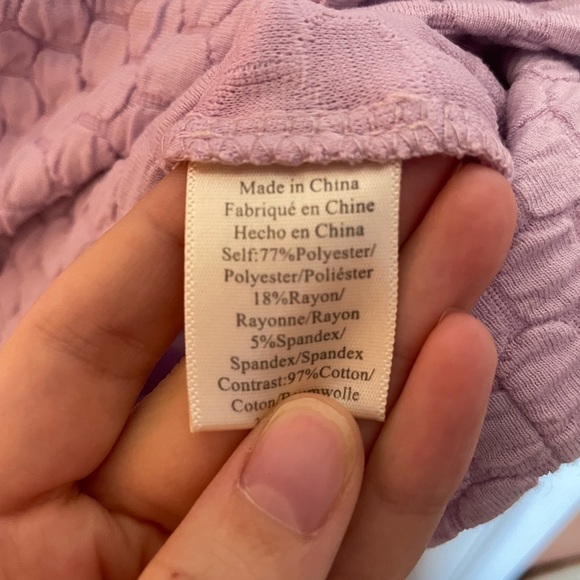 Made in China
Fabriqué en Chine
Hecho en China
Self:77%Polyester/
Polyester/Poliéster
18%Rayon/
Rayonne/Rayon
5%Spandex/
Spandex/Spandex
Contrast:97%Cotton/
Coton/